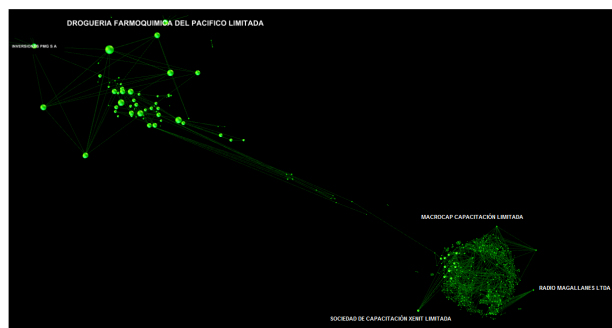 DROGUERIA FARMOQUIMICA DEL PACIFICO LIMITADA
INVERSIONES PMG S A
MACROCAP CAPACITACIÓN LIMITADA
RADIO MAGALLANES LTDA
SOCIEDAD DE CAPACITACIÓN XENIT LIMITADA